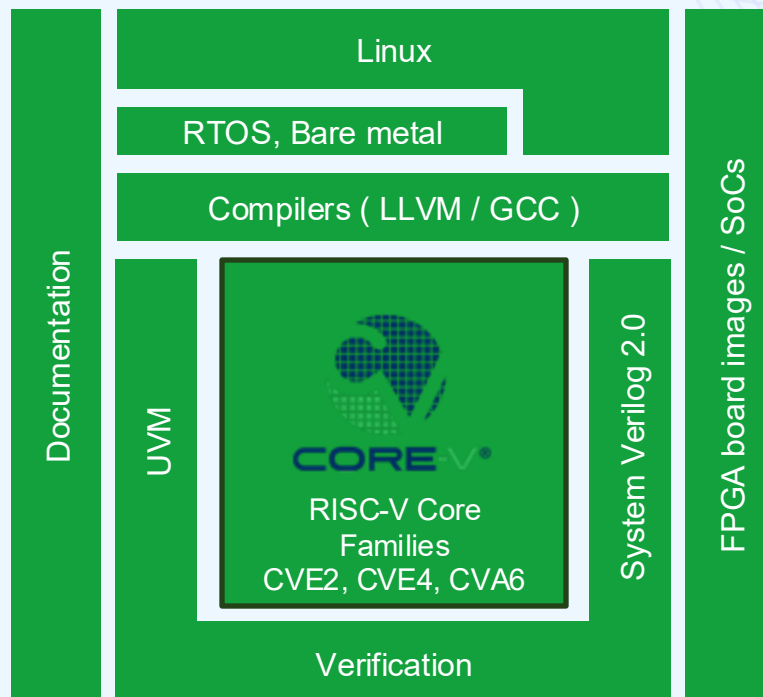 Linux
RTOS, Bare metal
Compilers ( LLVM / GCC )
Documentation
UVM
CORE-V®
RISC-V Core
Families
CVE2, CVE4, CVA6
System Verilog 2.0
Verification
FPGA board images / SoCs